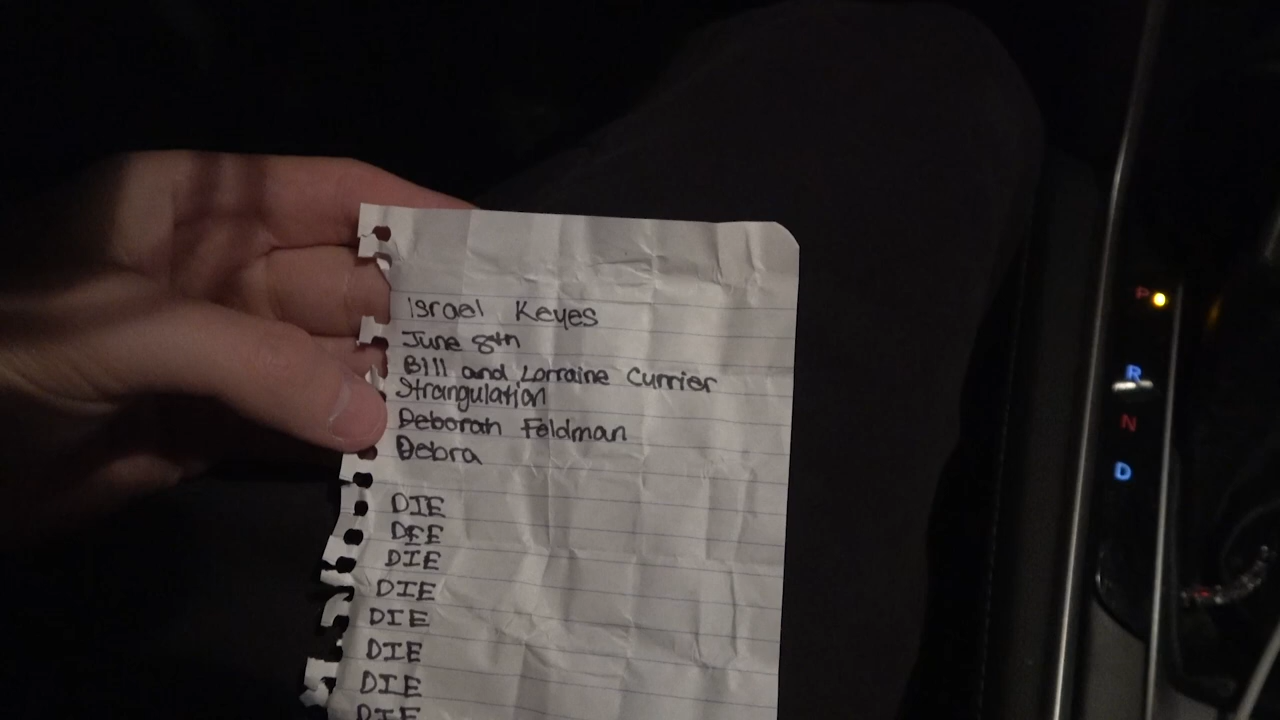 Israel Keyes
June 8th
Bill and Lorraine Currier
Strangulation
Deborah Feldman
Debra
DIE
DEE
DIE
DIE
DIE
DIE
DIE
DIE
P
R
N
D